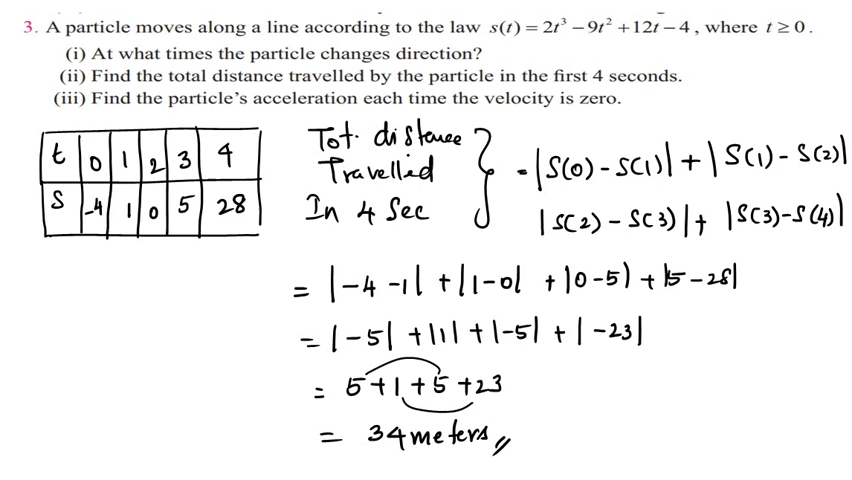 3. A particle moves along a line according to the law s(t) = 2t³ − 9t² + 12t − 4, where t ≥ 0.
(i) At what times the particle changes direction?
(ii) Find the total distance travelled by the particle in the first 4 seconds.
(iii) Find the particle's acceleration each time the velocity is zero.
t 0 1 2 3 4
S -4 1 0 5 28
Tot. distance
Travelled
In 4 Sec
= |S(0) - S(1)| + |S(1) - S(2)|
|S(2) - S(3)| + |S(3) - S(4)|
= |-4 -1| + |1-0| + |0-5| + |5-28|
= |-5| + |1| + |-5| + |-23|
= 5+1+5+23
= 34 meters